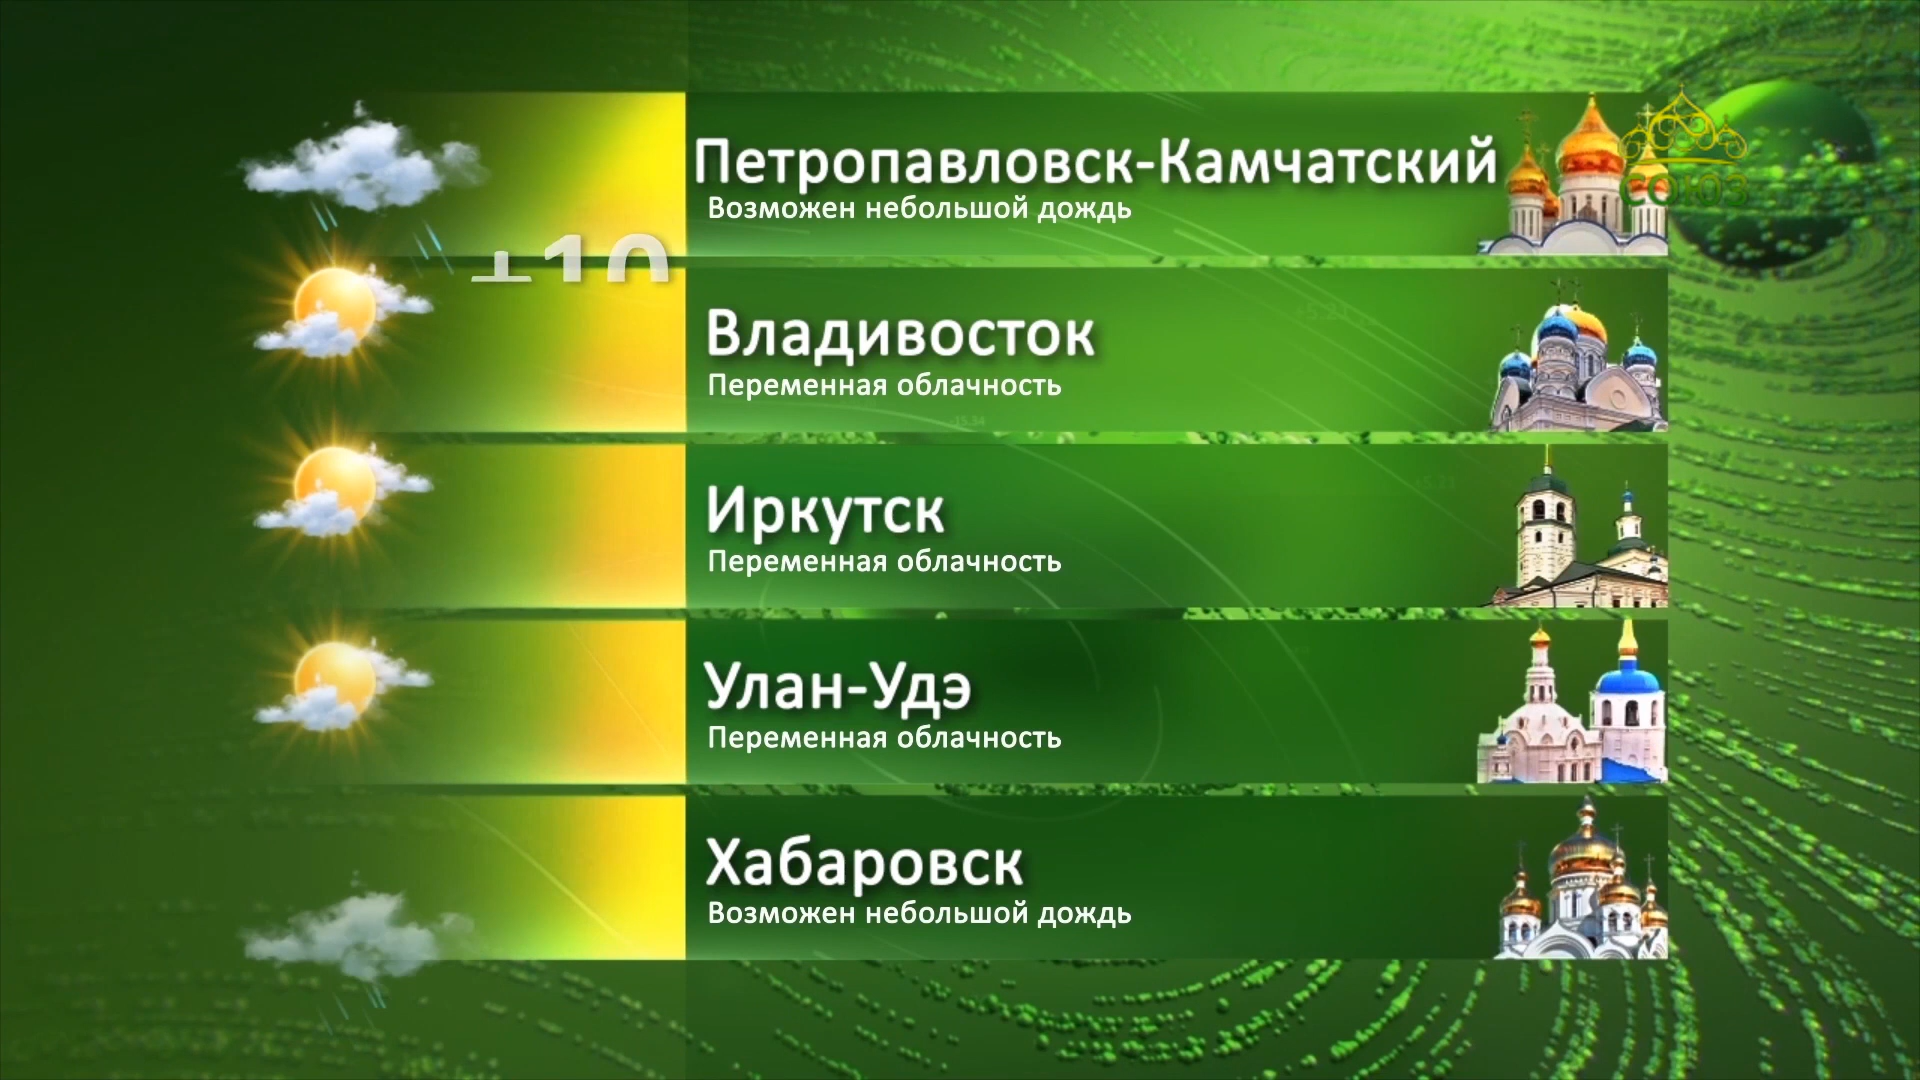 Петропавловск-Камчатский
Возможен небольшой дождь
СОЮЗ
+10
Владивосток
Переменная облачность
Иркутск
Переменная облачность
Улан-Удэ
Переменная облачность
Хабаровск
Возможен небольшой дождь